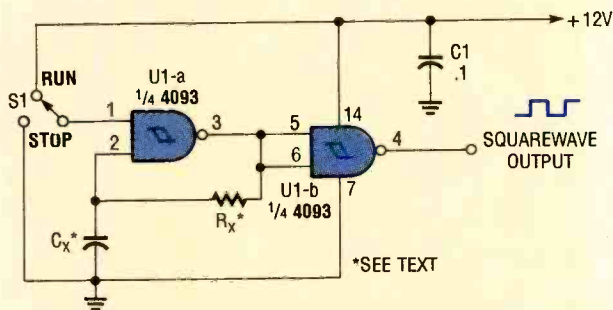 +12V
C1
.1
RUN
S1
STOP
U1-a
1/4 4093
1
2
3
5
6
14
4
7
SQUAREWAVE
OUTPUT
U1-b
1/4 4093
RX*
CX*
*SEE TEXT